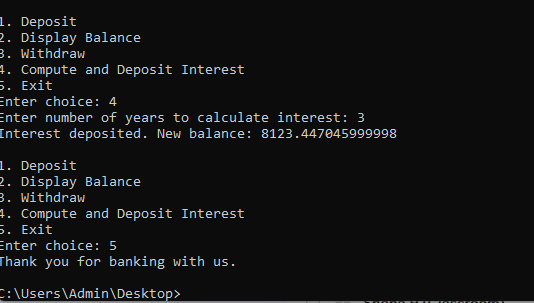 1. Deposit
2. Display Balance
3. Withdraw
4. Compute and Deposit Interest
5. Exit
Enter choice: 4
Enter number of years to calculate interest: 3
Interest deposited. New balance: 8123.447045999998
1. Deposit
2. Display Balance
3. Withdraw
4. Compute and Deposit Interest
5. Exit
Enter choice: 5
Thank you for banking with us.
C:\Users\Admin\Desktop>